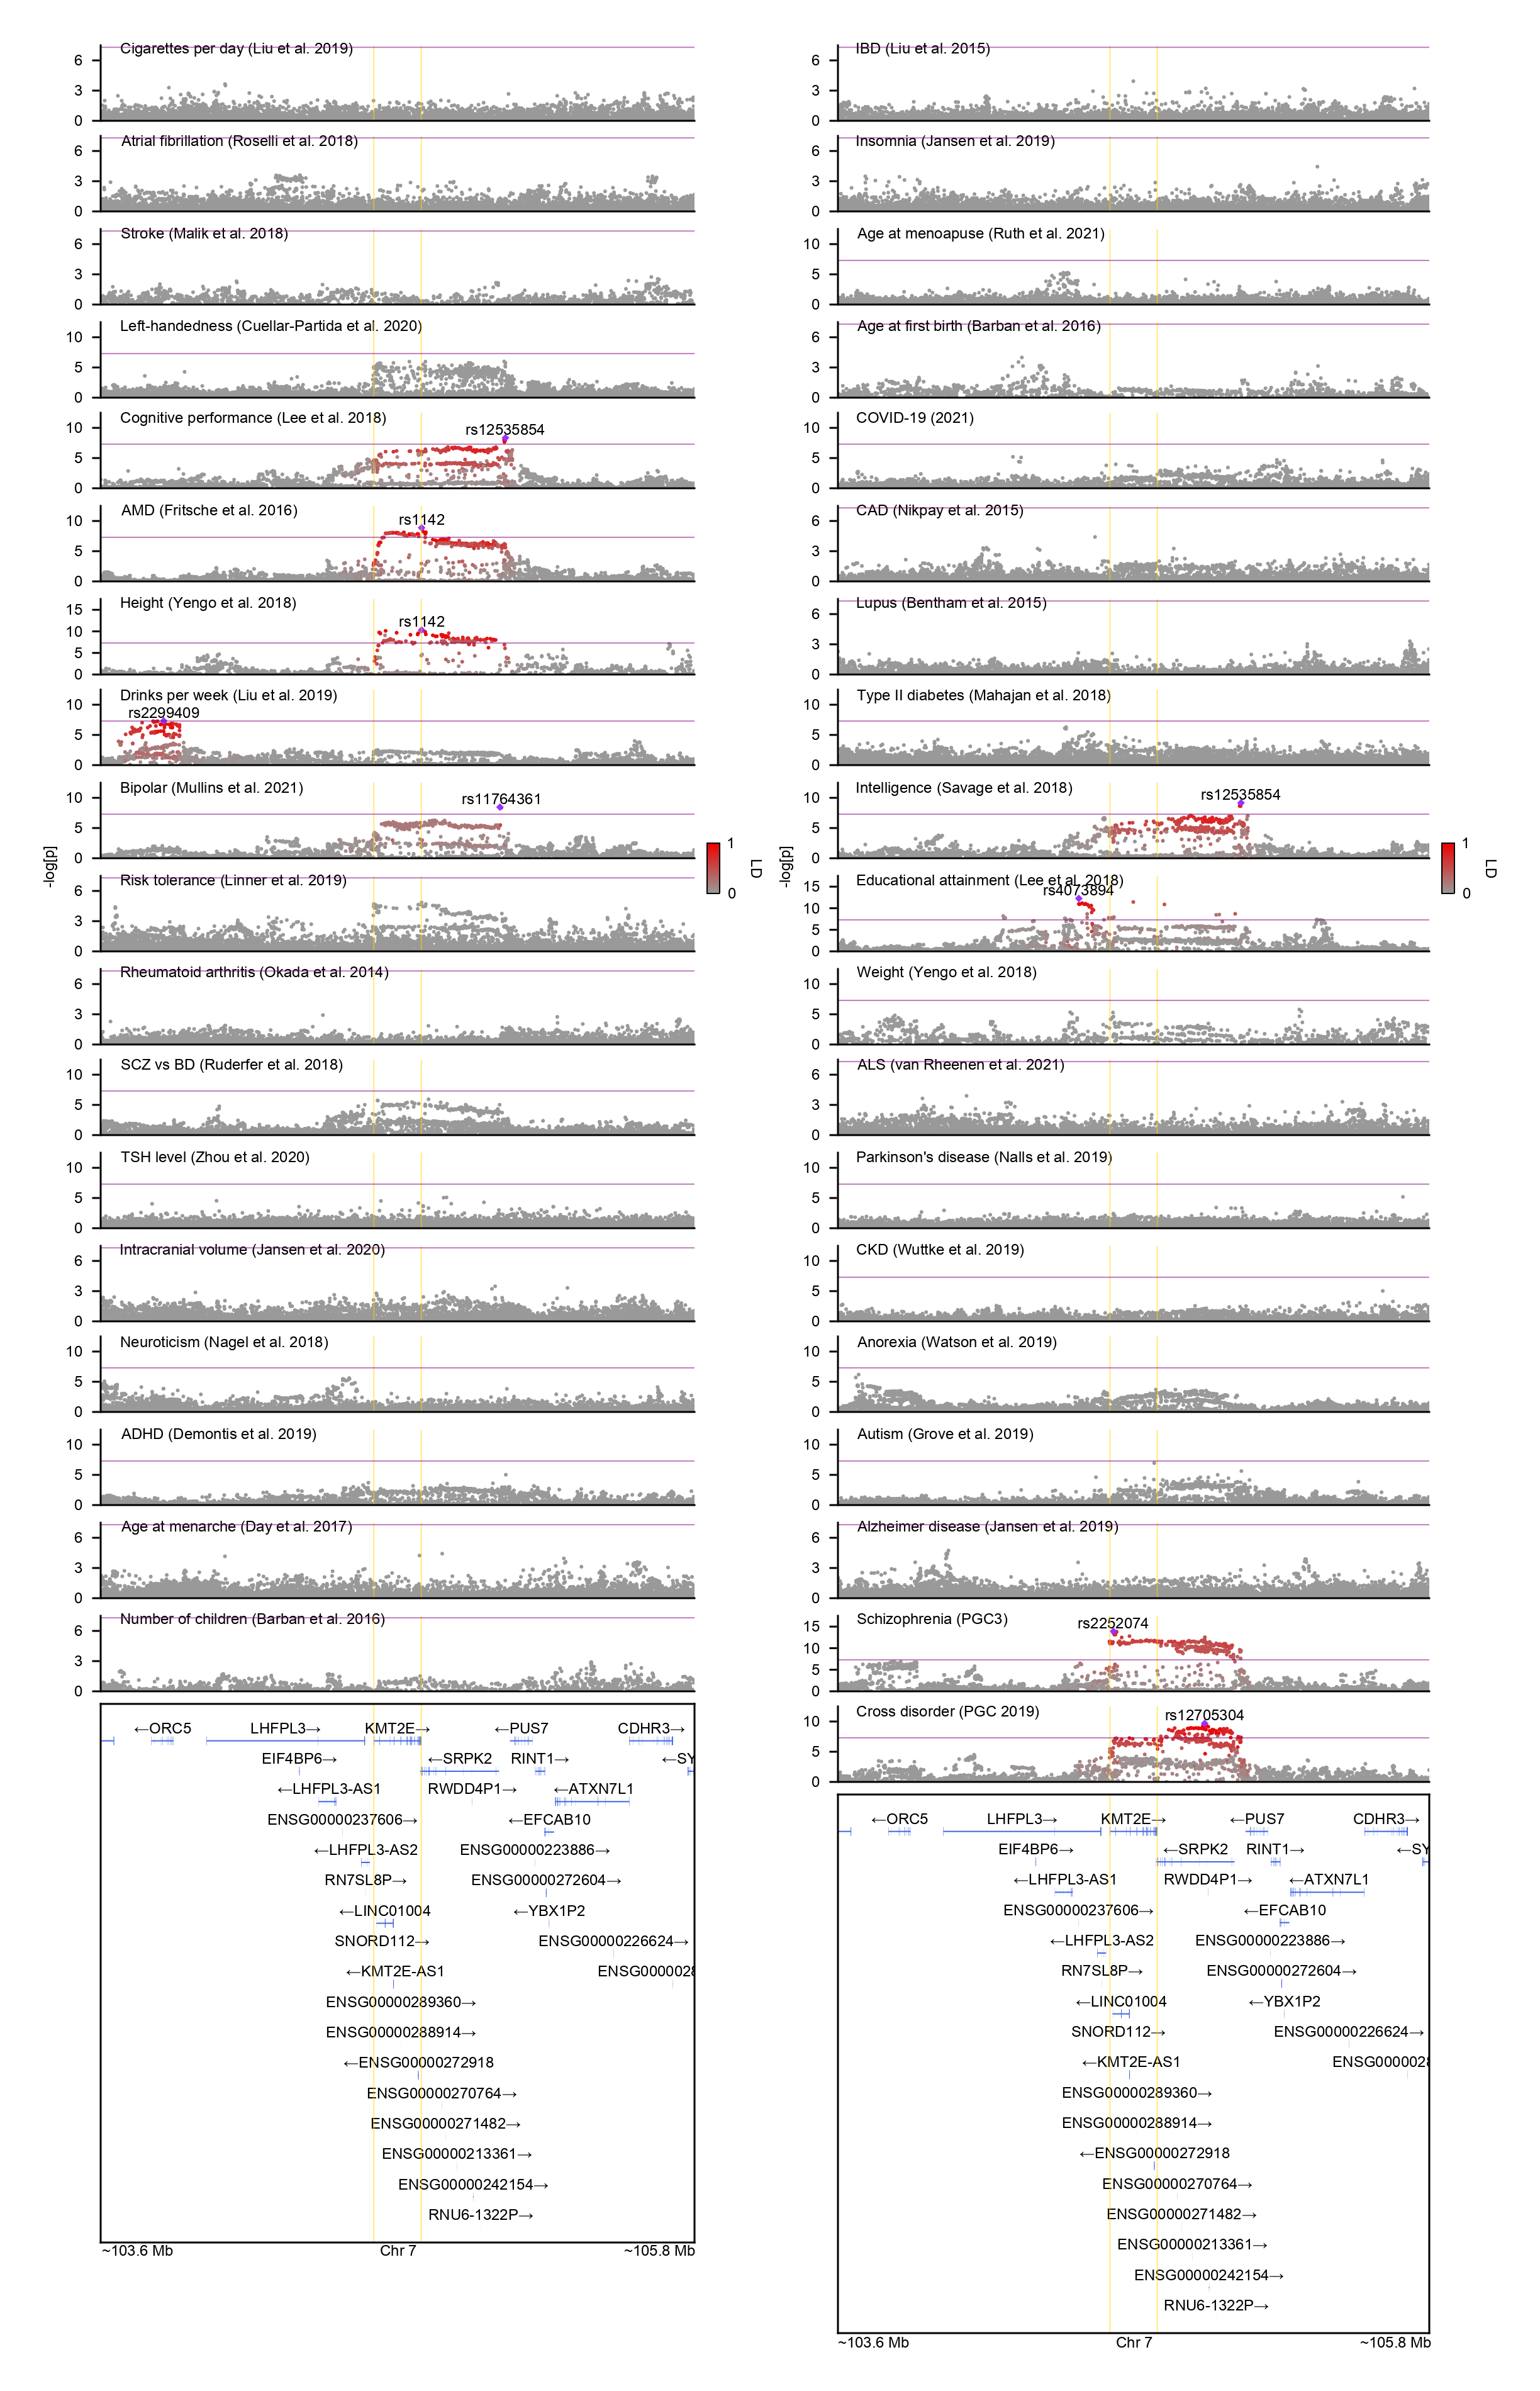 Cigarettes per day (Liu et al. 2019)
6
3
0
Atrial fibrillation (Roselli et al. 2018)
6
3
0
Stroke (Malik et al. 2018)
6
3
0
Left-handedness (Cuellar-Partida et al. 2020)
10
5
0
Cognitive performance (Lee et al. 2018)
rs12535854
10
5
0
AMD (Fritsche et al. 2016)
rs1142
10
5
0
Height (Yengo et al. 2018)
rs1142
15
10
5
0
Drinks per week (Liu et al. 2019)
rs2299409
10
5
0
Bipolar (Mullins et al. 2021)
rs11764361
10
5
0
-log[p]
1
0
LD
Risk tolerance (Linner et al. 2019)
6
3
0
Rheumatoid arthritis (Okada et al. 2014)
6
3
0
SCZ vs BD (Ruderfer et al. 2018)
10
5
0
TSH level (Zhou et al. 2020)
10
5
0
Intracranial volume (Jansen et al. 2020)
6
3
0
Neuroticism (Nagel et al. 2018)
10
5
0
ADHD (Demontis et al. 2019)
10
5
0
Age at menarche (Day et al. 2017)
6
3
0
Number of children (Barban et al. 2016)
6
3
0
←ORC5 LHFPL3→ KMT2E→ ←PUS7 CDHR3→
EIF4BP6→ ←SRPK2 RINT1→ ←SY
←LHFPL3-AS1 RWDD4P1→ ←ATXN7L1
ENSG00000237606→ ←EFCAB10
←LHFPL3-AS2 ENSG00000223886→
RN7SL8P→ ENSG00000272604→
←LINC01004 ←YBX1P2
SNORD112→ ENSG00000226624→
←KMT2E-AS1 ENSG0000028
ENSG00000289360→
ENSG00000288914→
←ENSG00000272918
ENSG00000270764→
ENSG00000271482→
ENSG00000213361→
ENSG00000242154→
RNU6-1322P→
~103.6 Mb Chr 7 ~105.8 Mb
IBD (Liu et al. 2015)
6
3
0
Insomnia (Jansen et al. 2019)
6
3
0
Age at menoapuse (Ruth et al. 2021)
10
5
0
Age at first birth (Barban et al. 2016)
6
3
0
COVID-19 (2021)
10
5
0
CAD (Nikpay et al. 2015)
6
3
0
Lupus (Bentham et al. 2015)
6
3
0
Type II diabetes (Mahajan et al. 2018)
10
5
0
Intelligence (Savage et al. 2018)
rs12535854
10
5
0
-log[p]
1
0
LD
Educational attainment (Lee et al. 2018)
rs4073894
15
10
5
0
Weight (Yengo et al. 2018)
10
5
0
ALS (van Rheenen et al. 2021)
6
3
0
Parkinson's disease (Nalls et al. 2019)
10
5
0
CKD (Wuttke et al. 2019)
10
5
0
Anorexia (Watson et al. 2019)
10
5
0
Autism (Grove et al. 2019)
10
5
0
Alzheimer disease (Jansen et al. 2019)
6
3
0
Schizophrenia (PGC3)
rs2252074
15
10
5
0
Cross disorder (PGC 2019)
rs12705304
10
5
0
←ORC5 LHFPL3→ KMT2E→ ←PUS7 CDHR3→
EIF4BP6→ ←SRPK2 RINT1→ ←SY
←LHFPL3-AS1 RWDD4P1→ ←ATXN7L1
ENSG00000237606→ ←EFCAB10
←LHFPL3-AS2 ENSG00000223886→
RN7SL8P→ ENSG00000272604→
←LINC01004 ←YBX1P2
SNORD112→ ENSG00000226624→
←KMT2E-AS1 ENSG0000028
ENSG00000289360→
ENSG00000288914→
←ENSG00000272918
ENSG00000270764→
ENSG00000271482→
ENSG00000213361→
ENSG00000242154→
RNU6-1322P→
~103.6 Mb Chr 7 ~105.8 Mb